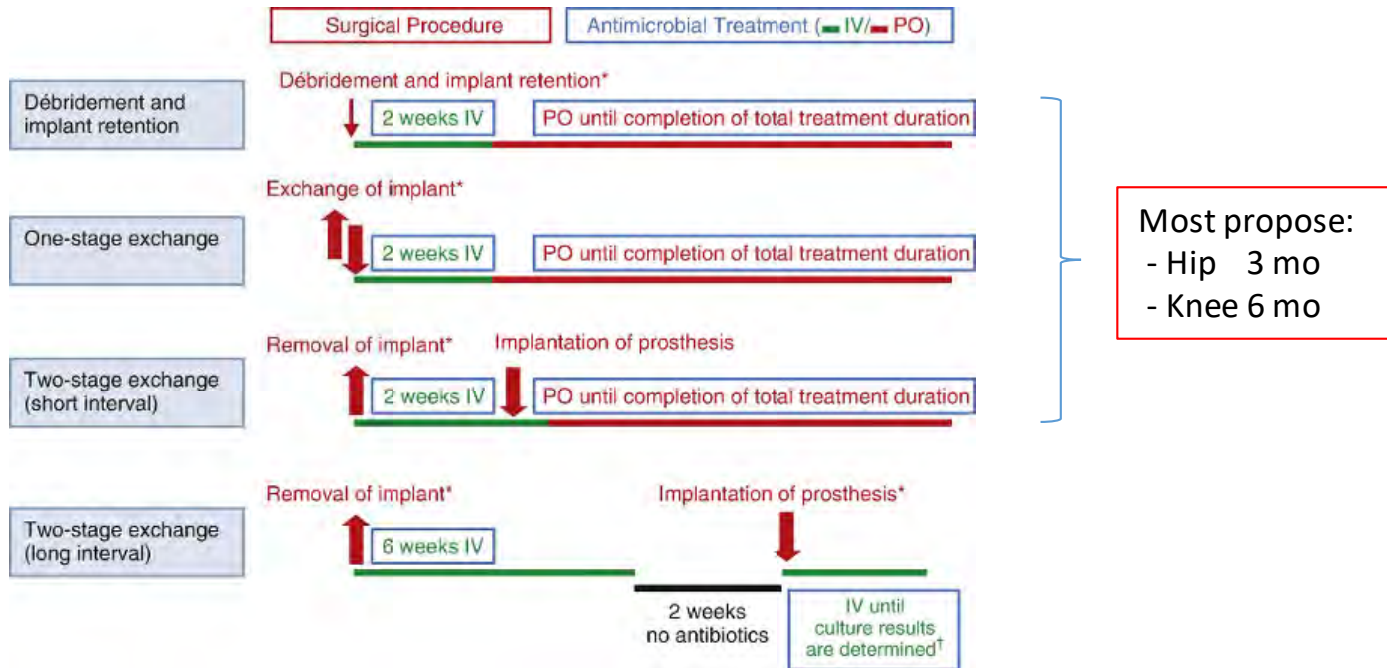 Surgical Procedure
Antimicrobial Treatment (IV/PO)
Débridement and
implant retention
Débridement and implant retention*
2 weeks IV
PO until completion of total treatment duration
One-stage exchange
Exchange of implant*
2 weeks IV
PO until completion of total treatment duration
Two-stage exchange
(short interval)
Removal of implant*
Implantation of prosthesis
2 weeks IV
PO until completion of total treatment duration
Two-stage exchange
(long interval)
Removal of implant*
Implantation of prosthesis*
6 weeks IV
2 weeks
no antibiotics
IV until
culture results
are determined†
Most propose:
- Hip 3 mo
- Knee 6 mo